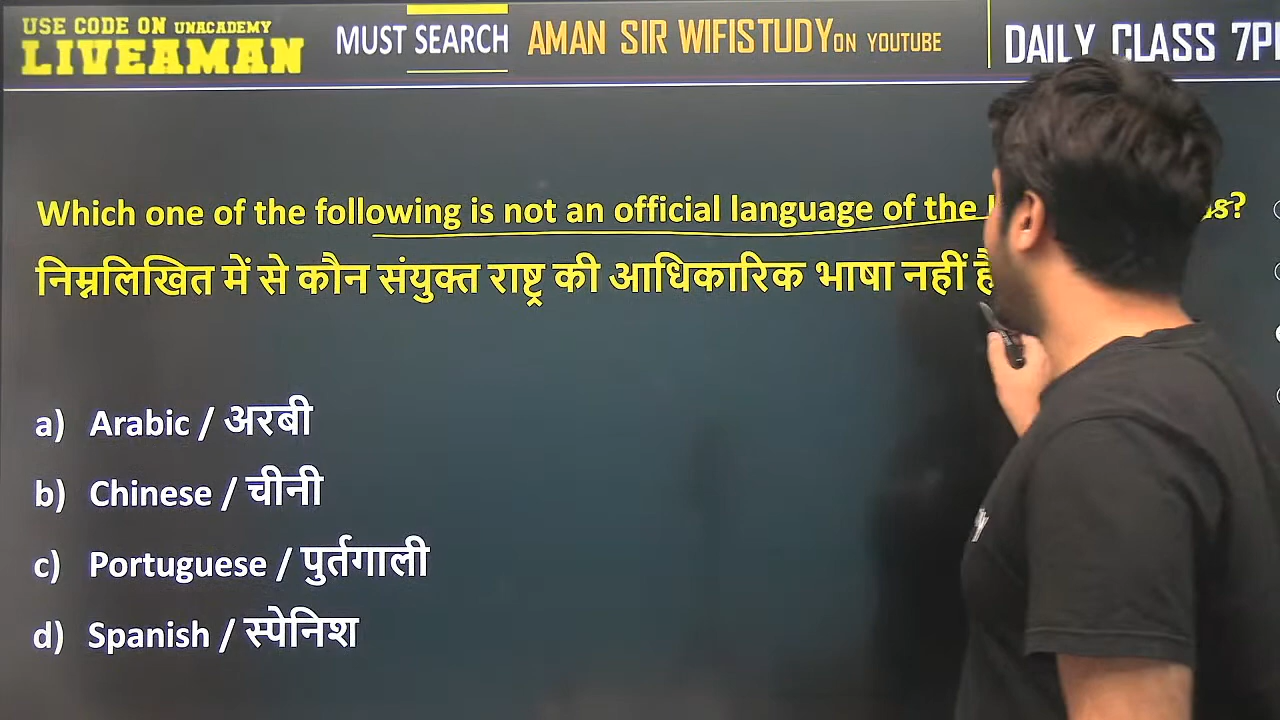 USE CODE ON UNACADEMY
LIVEAMAN
MUST SEARCH AMAN SIR WIFISTUDY ON YOUTUBE
DAILY CLASS
Which one of the following is not an official language of the
निम्नलिखित में से कौन संयुक्त राष्ट्र की आधिकारिक भाषा नहीं है
a) Arabic / अरबी
b) Chinese / चीनी
c) Portuguese / पुर्तगाली
d) Spanish / स्पेनिश